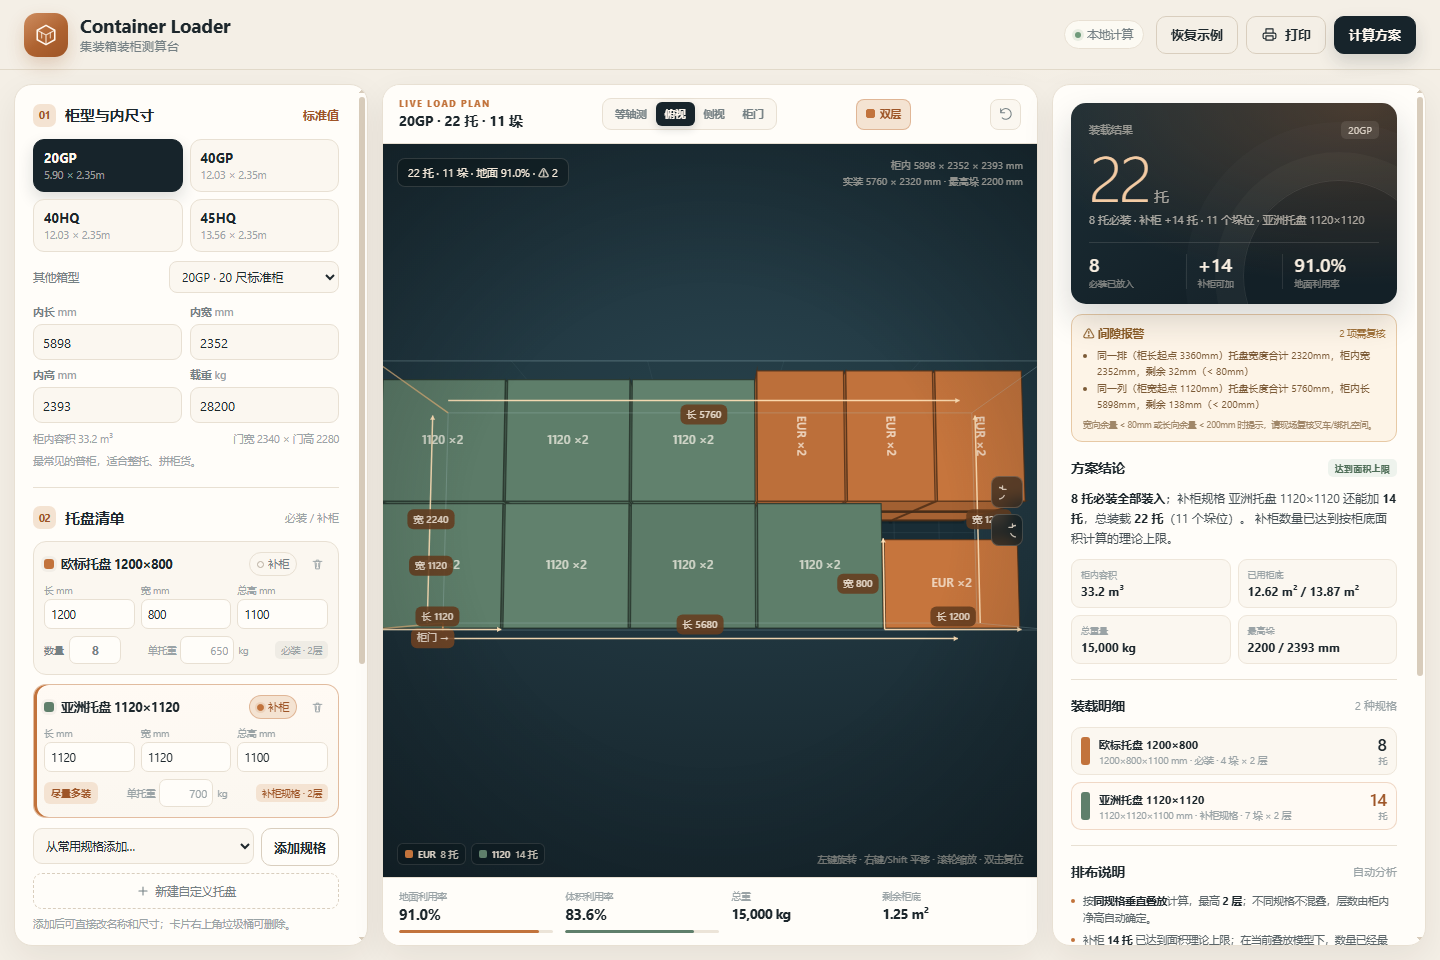 Container Loader
集装箱装柜测算台
本地计算
恢复示例
打印
计算方案
01 柜型与内尺寸 标准值
20GP
5.90 × 2.35m
40GP
12.03 × 2.35m
40HQ
12.03 × 2.35m
45HQ
13.56 × 2.35m
其他箱型
20GP · 20 尺标准柜
内长 mm
内宽 mm
5898
2352
内高 mm
载重 kg
2393
28200
柜内容积 33.2 m³
门宽 2340 × 门高 2280
最常见的普柜，适合整托、拼柜货。
02 托盘清单 必装 / 补柜
欧标托盘 1200×800 补柜
长 mm 宽 mm 总高 mm
1200 800 1100
数量 8 单托重 650 kg 必装 · 2层
亚洲托盘 1120×1120 补柜
长 mm 宽 mm 总高 mm
1120 1120 1100
尽量多装 单托重 700 kg 补柜规格 · 2层
从常用规格添加...
添加规格
＋ 新建自定义托盘
添加后可直接改名称和尺寸；卡片右上角垃圾桶可删除。
LIVE LOAD PLAN
20GP · 22 托 · 11 垛
等轴测 俯视 侧视 柜门
双层
22 托 · 11 垛 · 地面 91.0% · ⚠ 2
柜内 5898 × 2352 × 2393 mm
实装 5760 × 2320 mm · 最高垛 2200 mm
长 5760
1120 ×2
1120 ×2
1120 ×2
EUR ×2
EUR ×2
宽 2240
宽 1120
1120 ×2
1120 ×2
1120 ×2
宽 800
EUR ×2
长 1120
长 5680
长 1200
柜门 →
EUR 8 托
1120 14 托
左键旋转 · 右键/Shift 平移 · 滚轮缩放 · 双击复位
地面利用率
91.0%
体积利用率
83.6%
总重
15,000 kg
剩余柜底
1.25 m²
装载结果
20GP
22 托
8 托必装 · 补柜 +14 托 · 11 个垛位 · 亚洲托盘 1120×1120
8
必装已放入
+14
补柜可加
91.0%
地面利用率
⚠ 间隙报警 2 项需复核
同一排（柜长起点 3360mm）托盘宽度合计 2320mm，柜内宽
2352mm，剩余 32mm（< 80mm）
同一列（柜宽起点 1120mm）托盘长度合计 5760mm，柜内长
5898mm，剩余 138mm（< 200mm）
宽向余量 < 80mm 或长向余量 < 200mm 时提示，请现场复核叉车/绑扎空间。
方案结论 达到面积上限
8 托必装全部装入；补柜规格 亚洲托盘 1120×1120 还能加 14
托，总装载 22 托（11 个垛位）。 补柜数量已达到按柜底面
积计算的理论上限。
柜内容积
33.2 m³
已用柜底
12.62 m² / 13.87 m²
总重量
15,000 kg
最高垛
2200 / 2393 mm
装载明细 2 种规格
欧标托盘 1200×800
1200×800×1100 mm · 必装 · 4 垛 × 2 层
8
托
亚洲托盘 1120×1120
1120×1120×1100 mm · 补柜规格 · 7 垛 × 2 层
14
托
排布说明 自动分析
按同规格垂直叠放计算，最高 2 层；不同规格不混叠，层数由柜内
净高自动确定。
补柜 14 托 已达到面积理论上限；在当前叠放模型下，数量已经最